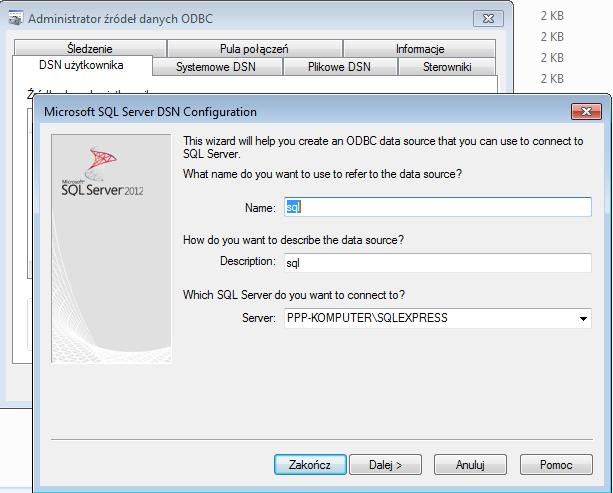 Administrator źródeł danych ODBC
2 KB
2 KB
2 KB
2 KB
Śledzenie
Pula połączeń
Informacje
DSN użytkownika
Systemowe DSN
Plikowe DSN
Sterowniki
Microsoft SQL Server DSN Configuration
Microsoft
SQL Server 2012
This wizard will help you create an ODBC data source that you can use to connect to
SQL Server.
What name do you want to use to refer to the data source?
Name: sql
How do you want to describe the data source?
Description: sql
Which SQL Server do you want to connect to?
Server: PPP-KOMPUTER\SQLEXPRESS
Zakończ
Dalej >
Anuluj
Pomoc